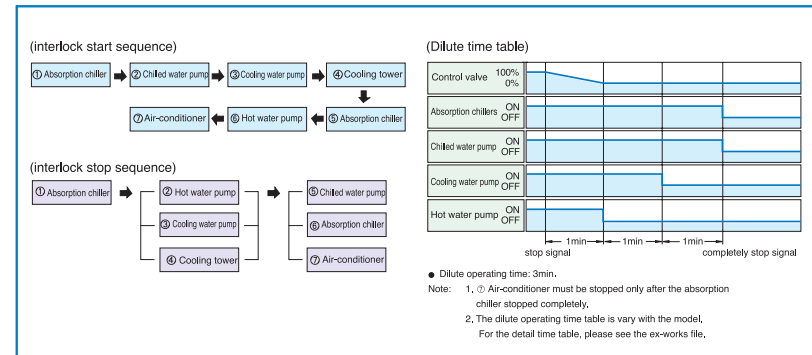 (interlock start sequence)
① Absorption chiller
② Chilled water pump
③ Cooling water pump
④ Cooling tower
⑦ Air-conditioner
⑥ Hot water pump
⑤ Absorption chiller
(interlock stop sequence)
① Absorption chiller
② Hot water pump
③ Cooling water pump
④ Cooling tower
⑤ Chilled water pump
⑥ Absorption chiller
⑦ Air-conditioner
(Dilute time table)
Control valve 100%
0%
Absorption chillers ON
OFF
Chilled water pump ON
OFF
Cooling water pump ON
OFF
Hot water pump ON
OFF
1min 1min 1min
stop signal completely stop signal
● Dilute operating time: 3min.
Note: 1, ⑦ Air-conditioner must be stopped only after the absorption
chiller stopped completely.
2, The dilute operating time table is vary with the model.
For the detail time table, please see the ex-works file.